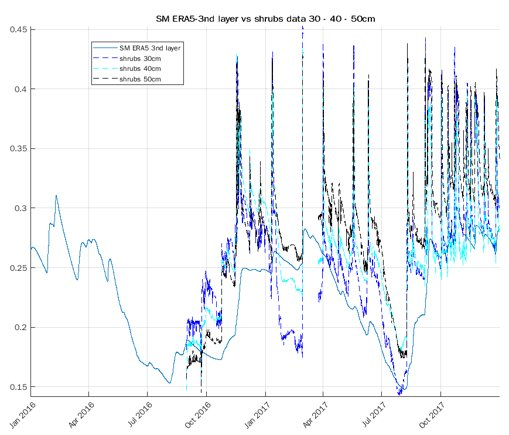 SM ERA5-3nd layer vs shrubs data 30 - 40 - 50cm
0.45
SM ERA5 3nd layer
shrubs 30cm
shrubs 40cm
shrubs 50cm
0.4
0.35
0.3
0.25
0.2
0.15
Jan 2016
Apr 2016
Jul 2016
Oct 2016
Jan 2017
Apr 2017
Jul 2017
Oct 2017